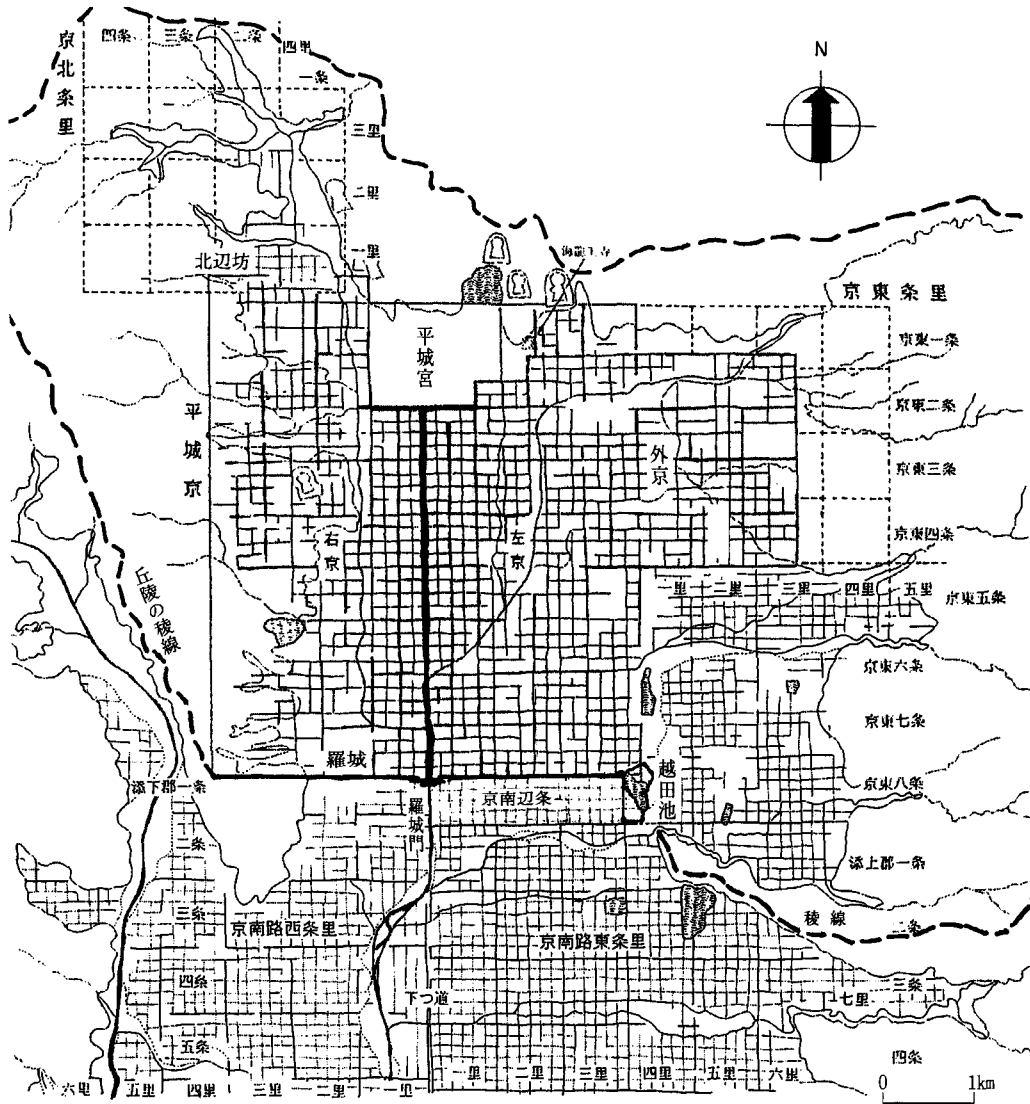 四条
三条
二条
四里
一条
京北条里
三里
二里
一里
北辺坊
N
海龍王寺
京東条里
平城宮
京東一条
京東二条
京東三条
京東四条
平城京
外京
右京
左京
一里
二里
三里
四里
五里
京東五条
京東六条
京東七条
京東八条
丘陵の稜線
羅城
越田池
添下郡一条
京南辺条
羅城門
二条
添上郡一条
三条
京南路西条里
京南路東条里
稜線
四条
下つ道
三条
七里
五条
四条
六里
五里
四里
三里
二里
一里
一里
二里
三里
四里
五里
六里
0
1km